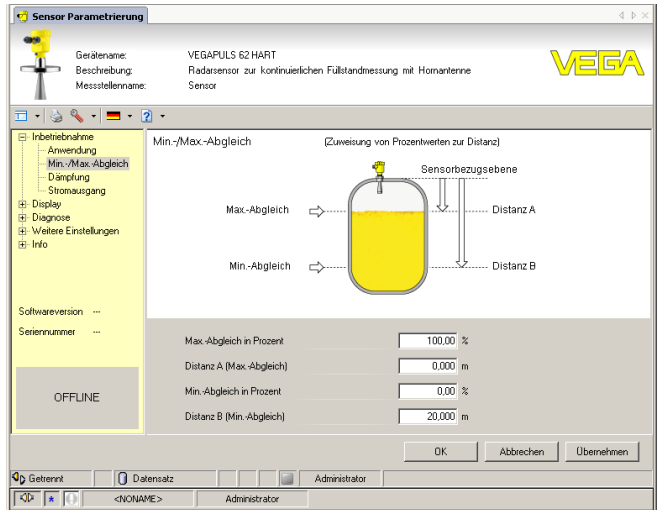 Sensor Parametrierung
Gerätename: VEGAPULS 62 HART
Beschreibung: Radarsensor zur kontinuierlichen Füllstandmessung mit Hornantenne
Messstellenname: Sensor
VEGA
Inbetriebnahme
Anwendung
Min.-/Max.-Abgleich
Dämpfung
Stromausgang
Display
Diagnose
Weitere Einstellungen
Info
Softwareversion ---
Seriennummer ---
OFFLINE
Min.-/Max.-Abgleich (Zuweisung von Prozentwerten zur Distanz)
Sensorbezugsebene
Max.-Abgleich Distanz A
Min.-Abgleich Distanz B
Max.-Abgleich in Prozent 100,00 %
Distanz A (Max.-Abgleich) 0,000 m
Min.-Abgleich in Prozent 0,00 %
Distanz B (Min.-Abgleich) 20,000 m
OK Abbrechen Übernehmen
Getrennt Datensatz Administrator
<NONAME> Administrator